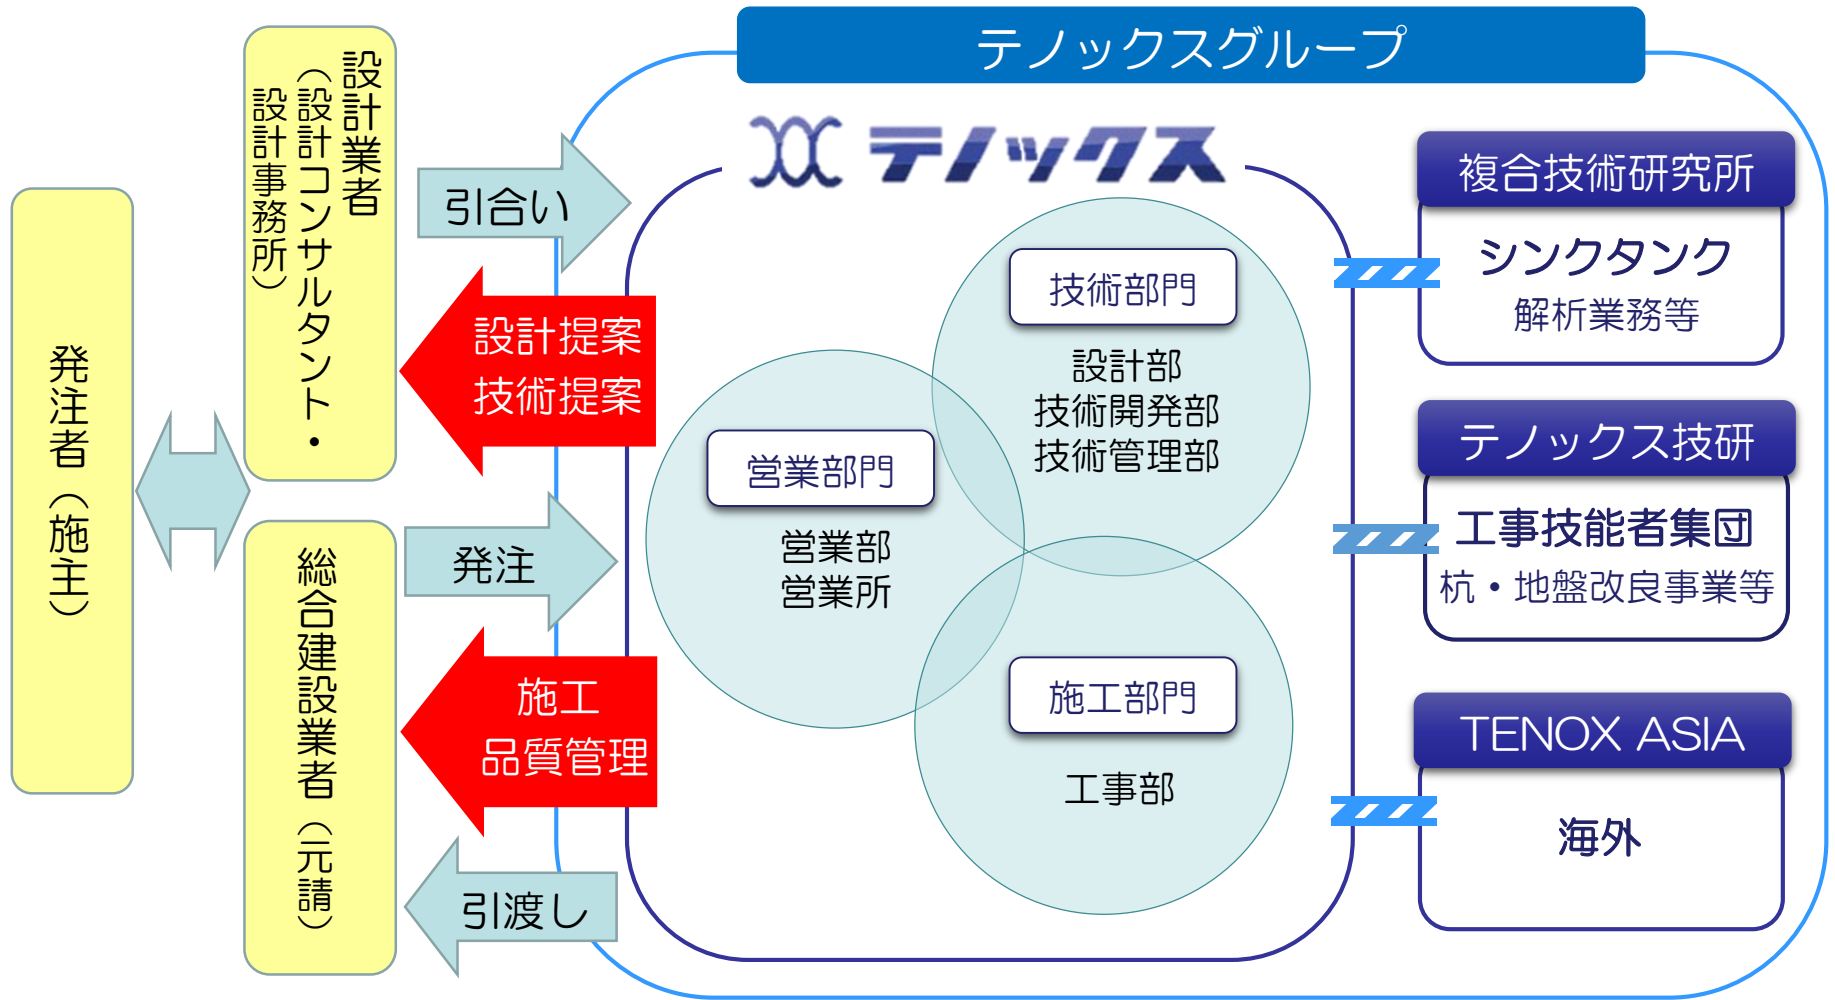 テノックスグループ
発注者（施主）
設計業者
（設計コンサルタント・
設計事務所）
総合建設業者（元請）
引合い
設計提案
技術提案
発注
施工
品質管理
引渡し
テノックス
技術部門
設計部
技術開発部
技術管理部
営業部門
営業部
営業所
施工部門
工事部
複合技術研究所
シンクタンク
解析業務等
テノックス技研
工事技能者集団
杭・地盤改良事業等
TENOX ASIA
海外